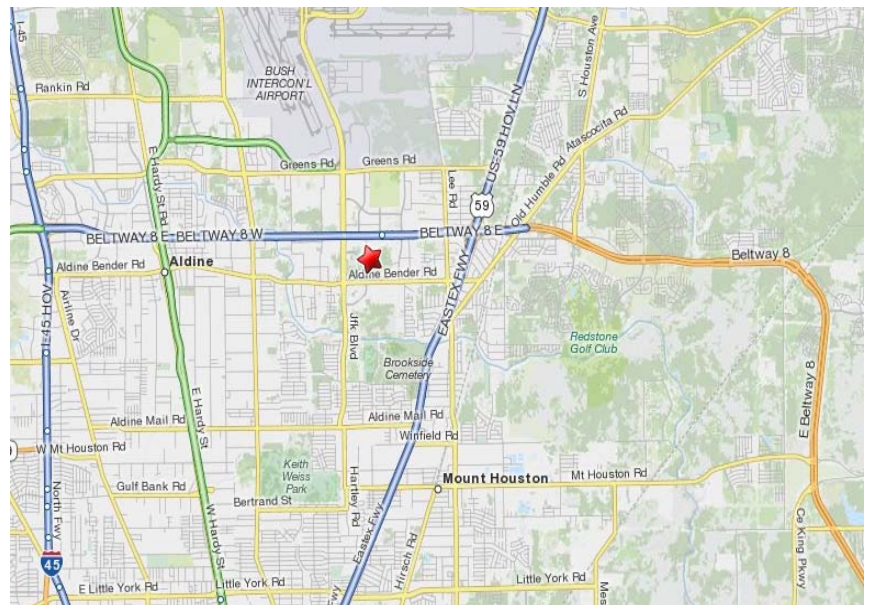 I-45
BUSH
INTERCON'L
AIRPORT
Rankin Rd
S Houston Ave
US-59 HOV LN
Atascocita Rd
Greens Rd
Greens Rd
E Hardy St Rd
Lee Rd
59
Old Humble Rd
BELTWAY 8 E-BELTWAY 8 W
BELTWAY 8 E
Beltway 8
Aldine Bender Rd
Aldine
Aldine Bender Rd
EASTEX FWY
I-45 HOV
Airline Dr
Jfk Blvd
Redstone
Golf Club
Brookside
Cemetery
E Hardy St
E Beltway 8
Aldine Mail Rd
Aldine Mail Rd
Winfield Rd
W Mt Houston Rd
Keith
Weiss
Park
Mount Houston
Mt Houston Rd
Hartley Rd
Gulf Bank Rd
Bertrand St
North Fwy
W Hardy St
Eastex Fwy
Hirsch Rd
Ce King Pkwy
45
E Little York Rd
Little York Rd
Little York Rd
Fwy
Mes